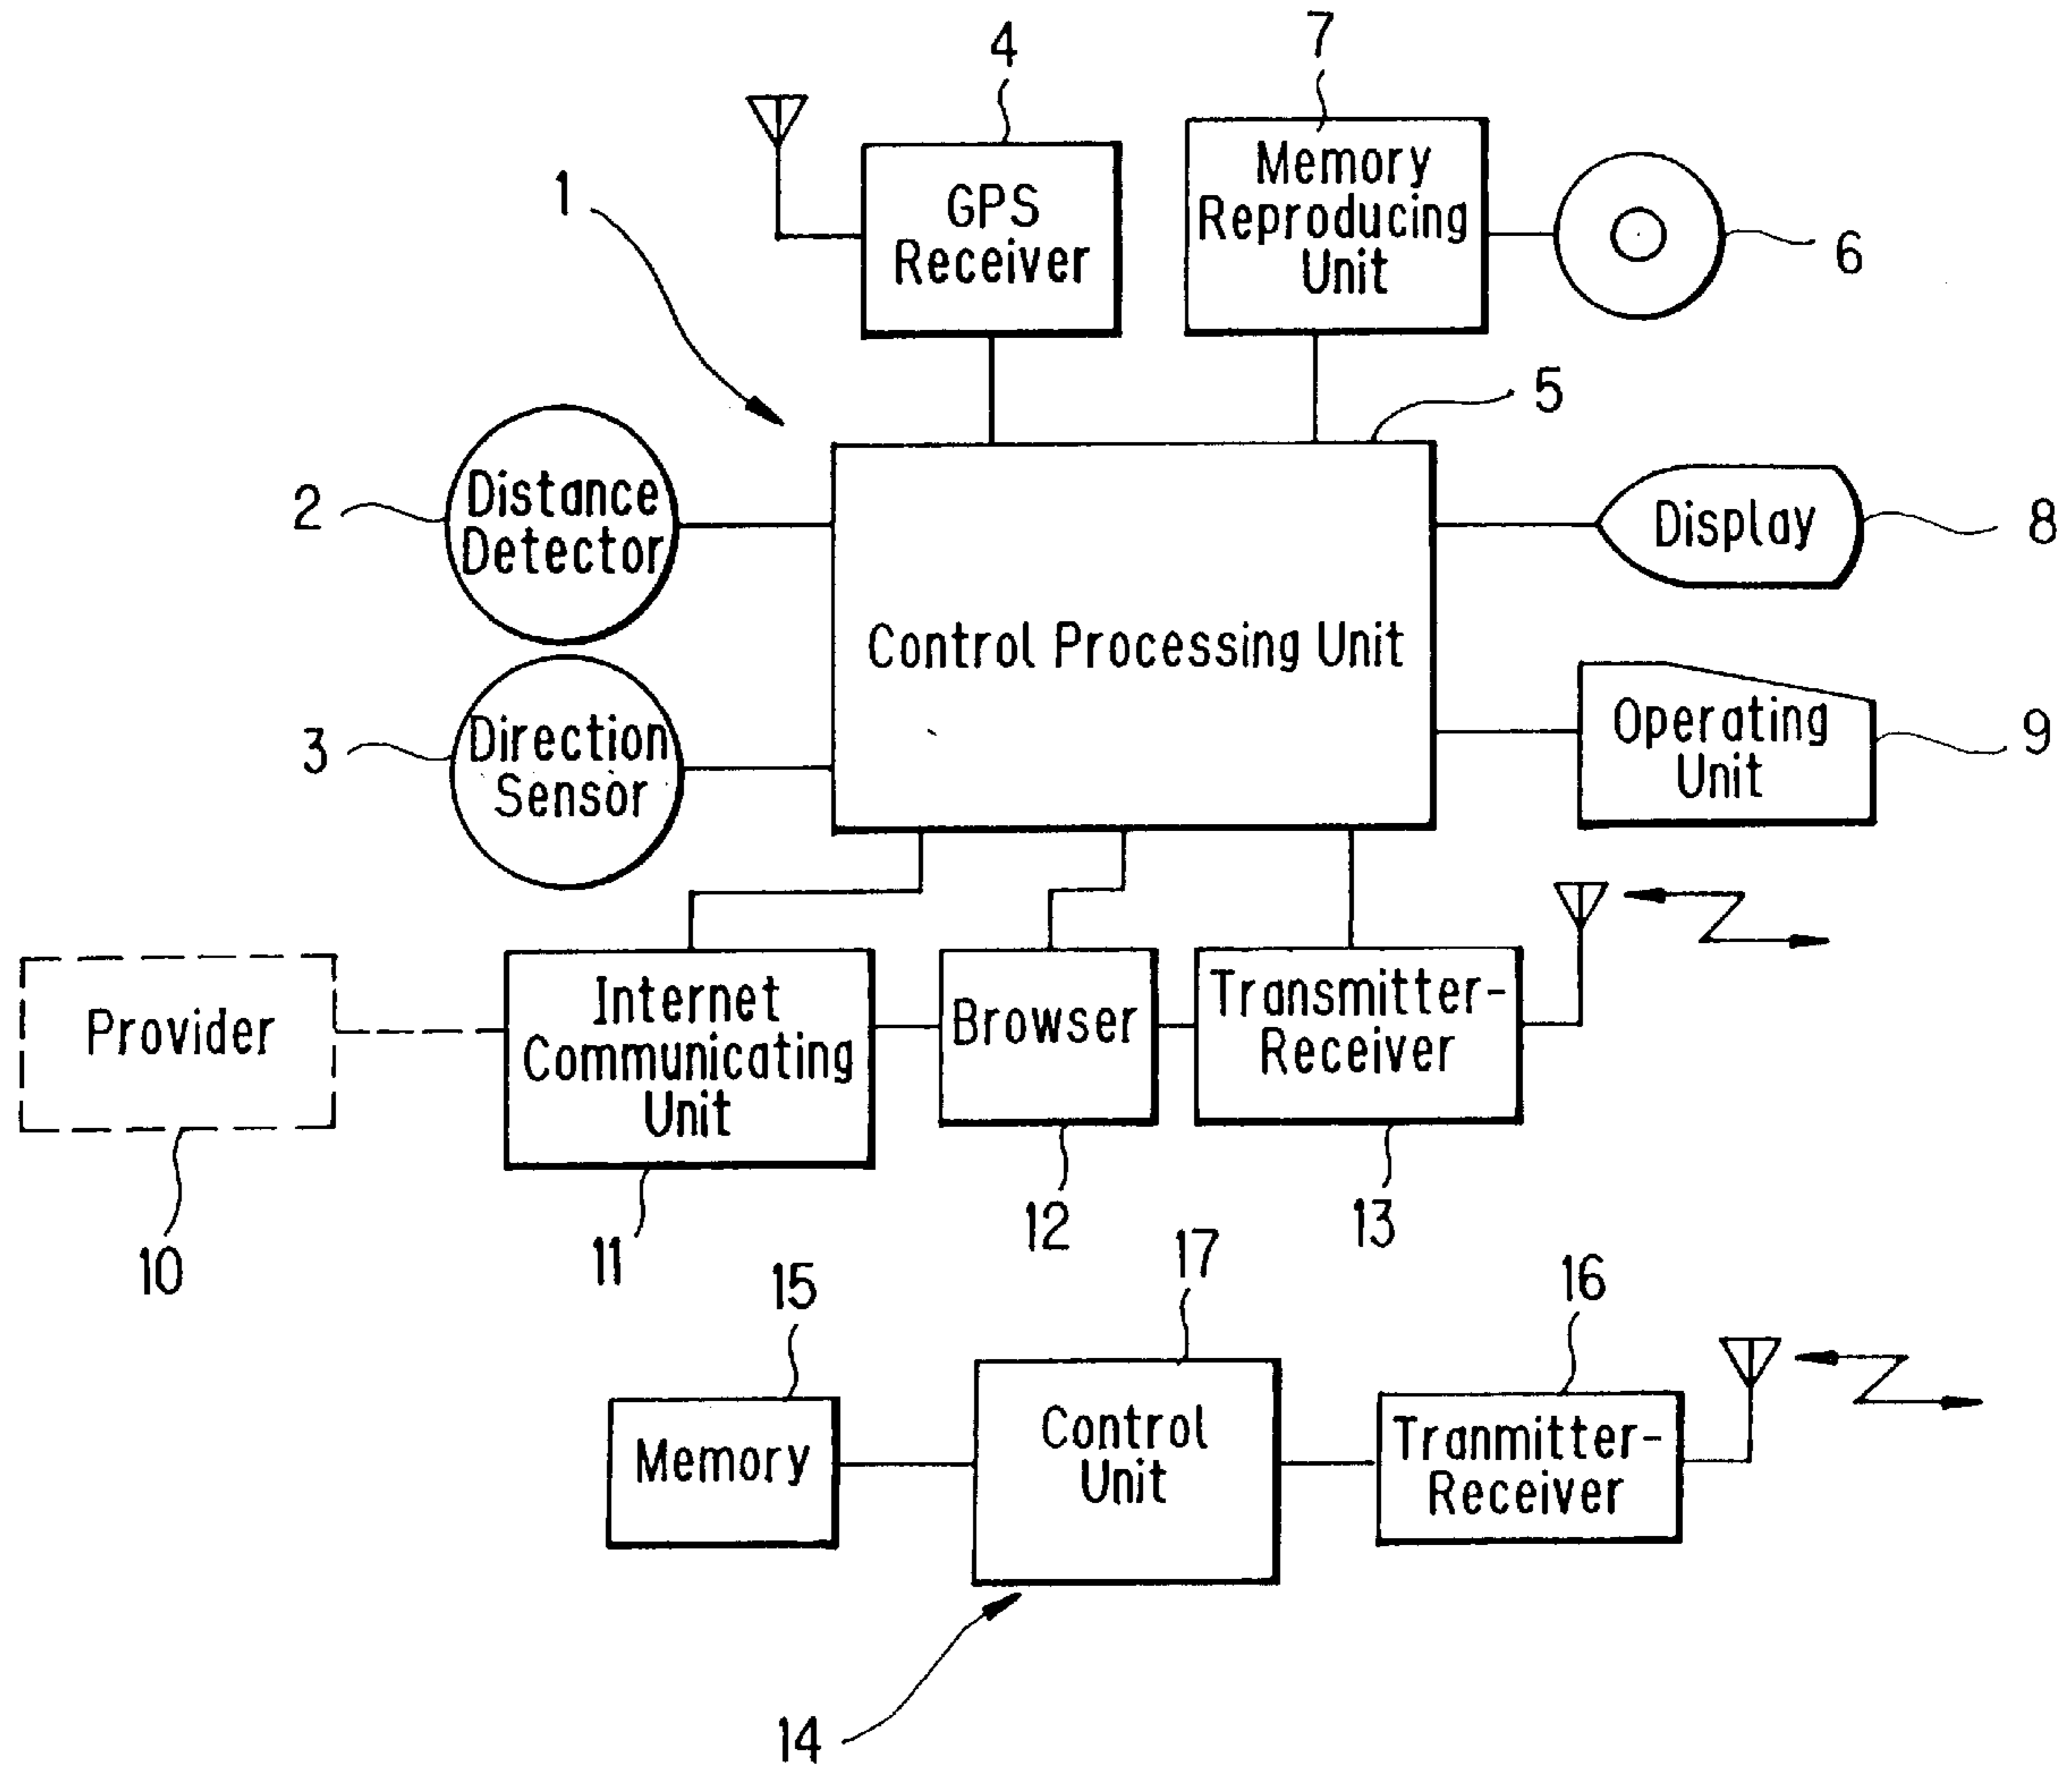 4
7
1
GPS
Receiver
Memory
Reproducing
Unit
6
5
2
Distance
Detector
Display
8
Control Processing Unit
3
Direction
Sensor
Operating
Unit
9
Provider
Internet
Communicating
Unit
Browser
Transmitter-
Receiver
10
11
12
13
15
17
16
Memory
Control
Unit
Tranmitter-
Receiver
14